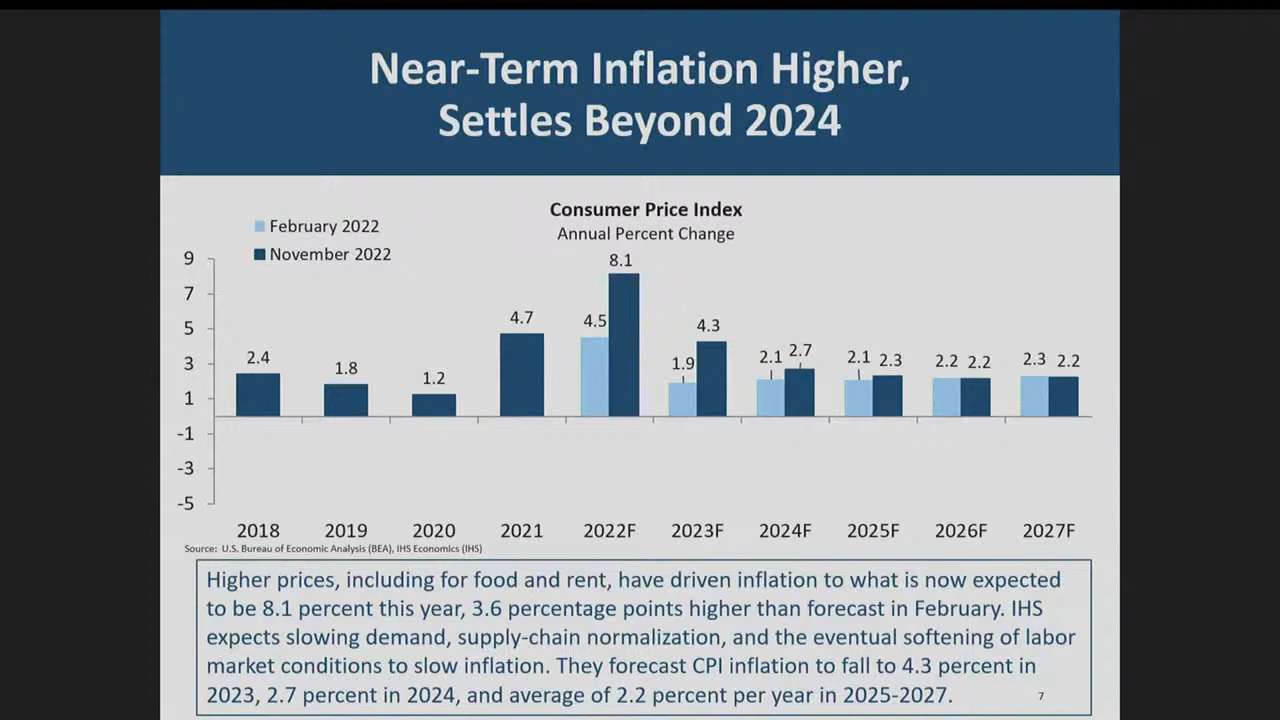 Near-Term Inflation Higher,
Settles Beyond 2024
Consumer Price Index
Annual Percent Change
February 2022
November 2022
9
7
5
3
1
-1
-3
-5
2.4
1.8
1.2
4.7
4.5
8.1
1.9
4.3
2.1
2.7
2.1
2.3
2.2
2.2
2.3
2.2
2018 2019 2020 2021 2022F 2023F 2024F 2025F 2026F 2027F
Source: U.S. Bureau of Economic Analysis (BEA), IHS Economics (IHS)
Higher prices, including for food and rent, have driven inflation to what is now expected
to be 8.1 percent this year, 3.6 percentage points higher than forecast in February. IHS
expects slowing demand, supply-chain normalization, and the eventual softening of labor
market conditions to slow inflation. They forecast CPI inflation to fall to 4.3 percent in
2023, 2.7 percent in 2024, and average of 2.2 percent per year in 2025-2027.
7